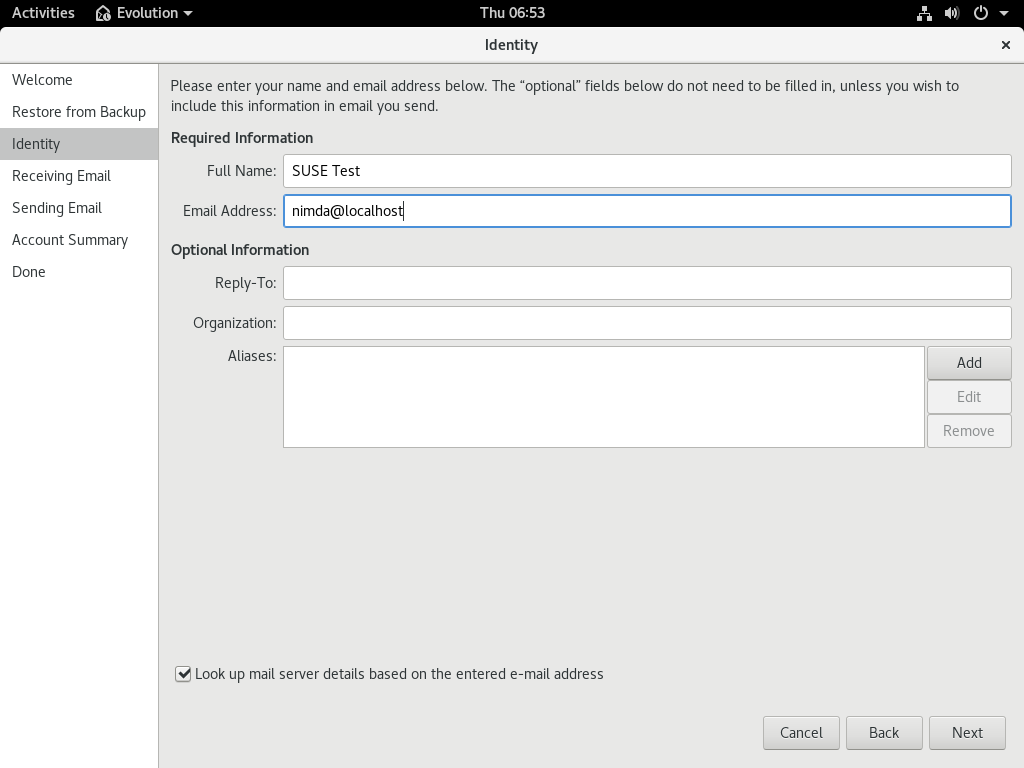 Activities Evolution Thu 06:53
Identity
Welcome
Restore from Backup
Identity
Receiving Email
Sending Email
Account Summary
Done
Please enter your name and email address below. The “optional” fields below do not need to be filled in, unless you wish to
include this information in email you send.
Required Information
Full Name: SUSE Test
Email Address: nimda@localhost
Optional Information
Reply-To:
Organization:
Aliases:
Add
Edit
Remove
Look up mail server details based on the entered e-mail address
Cancel Back Next